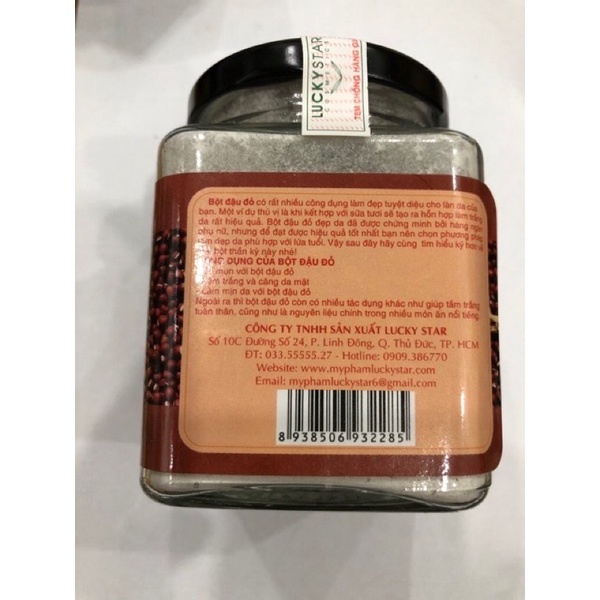 LUCKYSTAR
COSMETICS
TEM CHỐNG HÀNG GI
Bột đậu đỏ có rất nhiều công dụng làm đẹp tuyệt diệu cho làn da của
bạn. Một ví dụ thú vị là khi kết hợp với sữa tươi sẽ tạo ra hỗn hợp làm trắng
da rất hiệu quả. Bột đậu đỏ đẹp da đã được chứng minh bởi hàng ngàn
phụ nữ, nhưng để đạt được hiệu quả tốt nhất bạn nên chọn phương pháp
làm đẹp da phù hợp với lứa tuổi. Vậy sau đây hãy cùng tìm hiểu kỹ hơn về
bột thần kỳ này nhé!
DỤNG CỦA BỘT ĐẬU ĐỎ
mụn với bột đậu đỏ
trắng và căng da mặt
mịn da với bột đậu đỏ
Ngoài ra thì bột đậu đỏ còn có nhiều tác dụng khác như giúp tắm trắng
toàn thân, cũng như là nguyên liệu chính trong nhiều món ăn nổi tiếng.
CÔNG TY TNHH SẢN XUẤT LUCKY STAR
Số 10C Đường Số 24, P. Linh Đông, Q. Thủ Đức, TP. HCM
ĐT: 033.55555.27 - Hotline: 0909.386770
Website: www.myphamluckystar.com
Email: myphamluckystar6@gmail.com
8 938506 932285